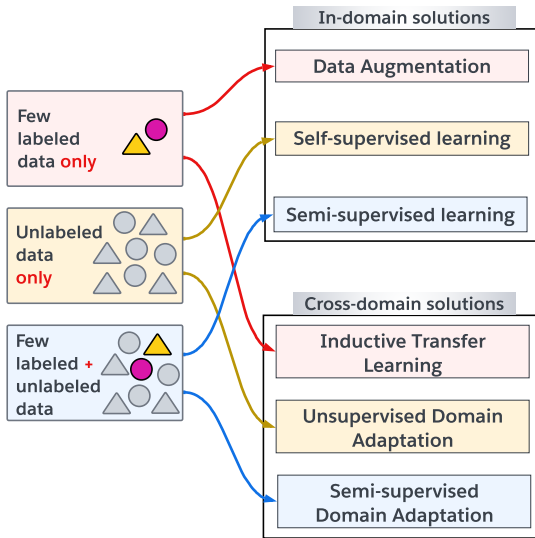 Few
labeled
data only
Unlabeled
data
only
Few
labeled +
unlabeled
data
In-domain solutions
Data Augmentation
Self-supervised learning
Semi-supervised learning
Cross-domain solutions
Inductive Transfer
Learning
Unsupervised Domain
Adaptation
Semi-supervised
Domain Adaptation